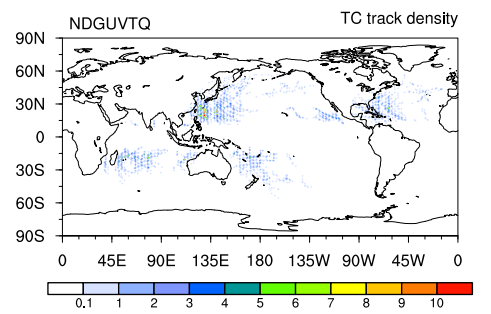 NDGUVTQ TC track density
90N
60N
30N
0
30S
60S
90S
0 45E 90E 135E 180 135W 90W 45W 0
0.1 1 2 3 4 5 6 7 8 9 10